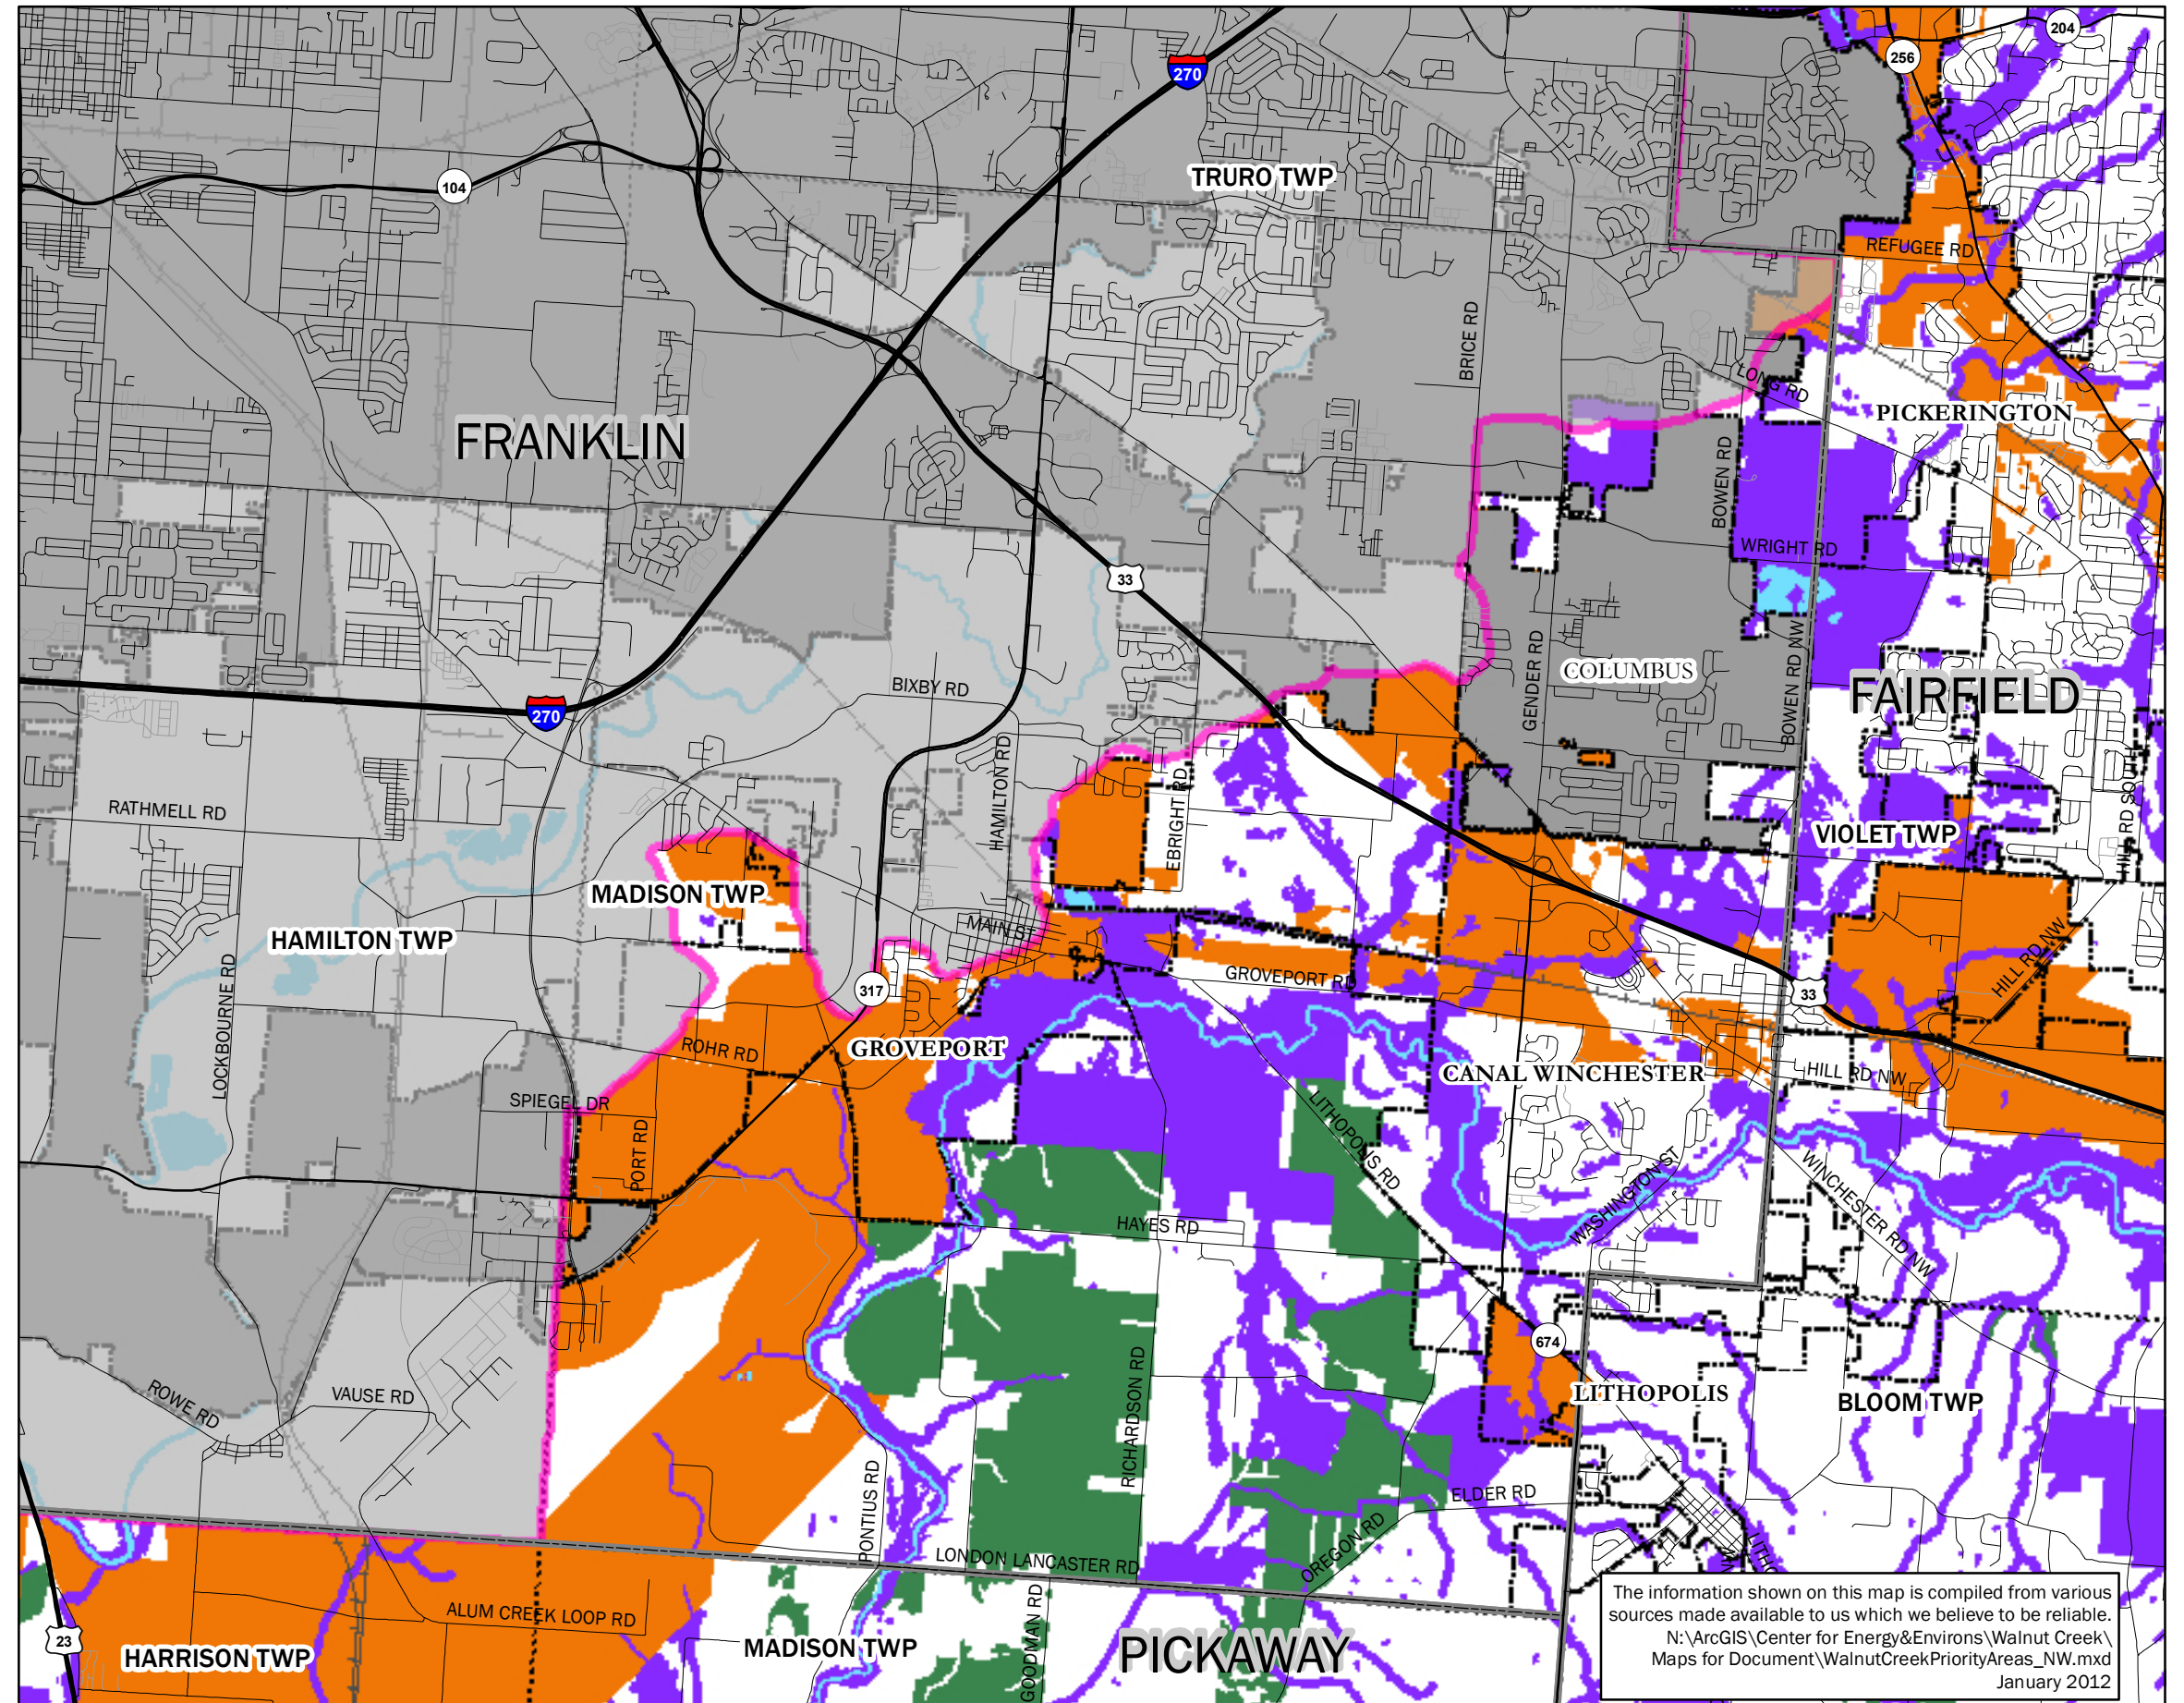 204
256
270
104
TRURO TWP
REFUGEE RD
BRICE RD
LONG RD
PICKERINGTON
FRANKLIN
BOWEN RD
WRIGHT RD
33
COLUMBUS
GENDER RD
BOWEN RD NW
FAIRFIELD
BIXBY RD
270
HAMILTON RD
EBRIGHT RD
RATHMELL RD
VIOLET TWP
MADISON TWP
MAIN ST
HAMILTON TWP
HILL RD NW
GROVEPORT RD
317
33
LOCKBOURNE RD
ROHR RD
GROVEPORT
CANAL WINCHESTER
HILL RD NW
SPIEGEL DR
LITHOPOLIS RD
PORT RD
WASHINGTON ST
WINCHESTER RD NW
HAYES RD
674
VAUSE RD
ROWE RD
LITHOPOLIS
BLOOM TWP
RICHARDSON RD
PONTIUS RD
ELDER RD
OREGON RD
LONDON LANCASTER RD
ALUM CREEK LOOP RD
GOODMAN RD
23
HARRISON TWP
MADISON TWP
PICKAWAY
The information shown on this map is compiled from various
sources made available to us which we believe to be reliable.
N:\ArcGIS\Center for Energy&Environs\Walnut Creek\
Maps for Document\WalnutCreekPriorityAreas_NW.mxd
January 2012